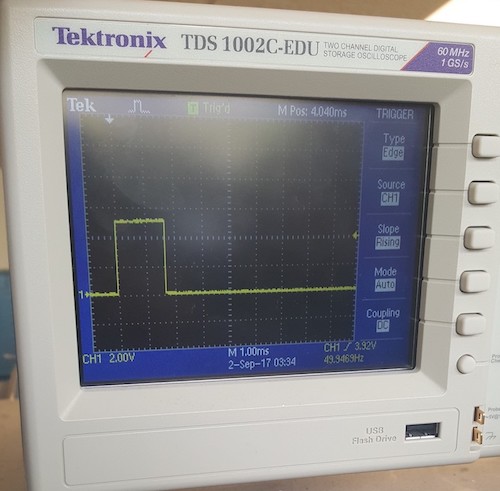 Tektronix TDS 1002C-EDU TWO CHANNEL DIGITAL
STORAGE OSCILLOSCOPE
60 MHz
1 GS/s
Tek Trig'd M Pos: 4.040ms TRIGGER
Type
Edge
Source
CH1
Slope
Rising
Mode
Auto
Coupling
DC
1
CH1 2.00V M 1.00ms CH1 3.92V
2-Sep-17 03:34 49.9469Hz
USB
Flash Drive